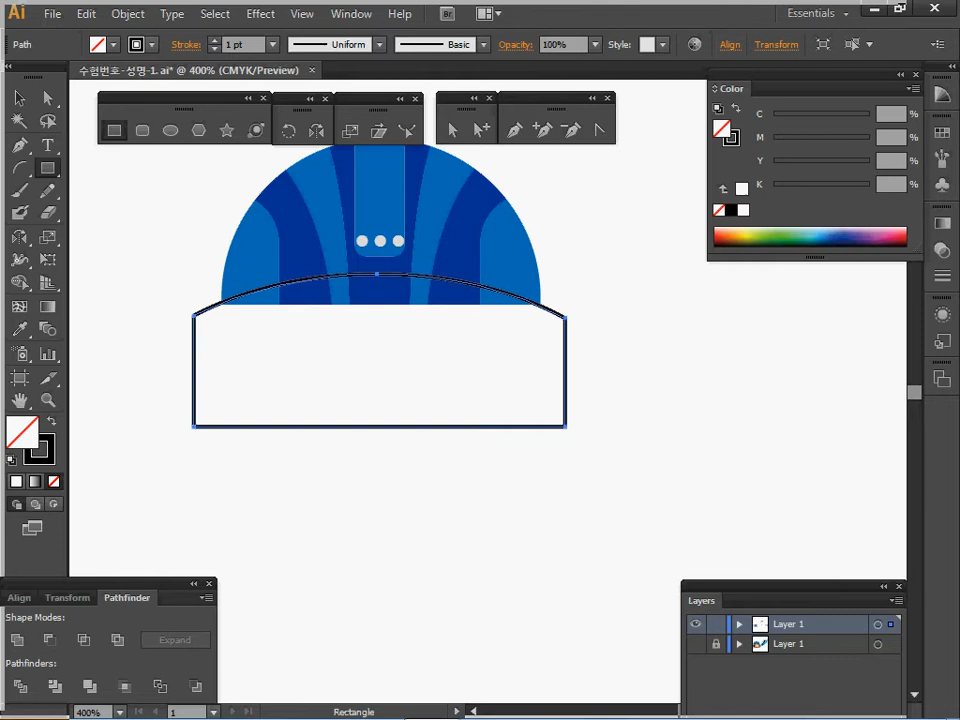 Ai File Edit Object Type Select Effect View Window Help Br Essentials
Path Stroke: 1 pt Uniform Basic Opacity: 100% Style: Align Transform
수험번호-성명-1. ai* @ 400% (CMYK/Preview)
Color
C %
M %
Y %
K %
Align Transform Pathfinder
Shape Modes:
Expand
Pathfinders:
Layers
Layer 1
Layer 1
400% 1 Rectangle